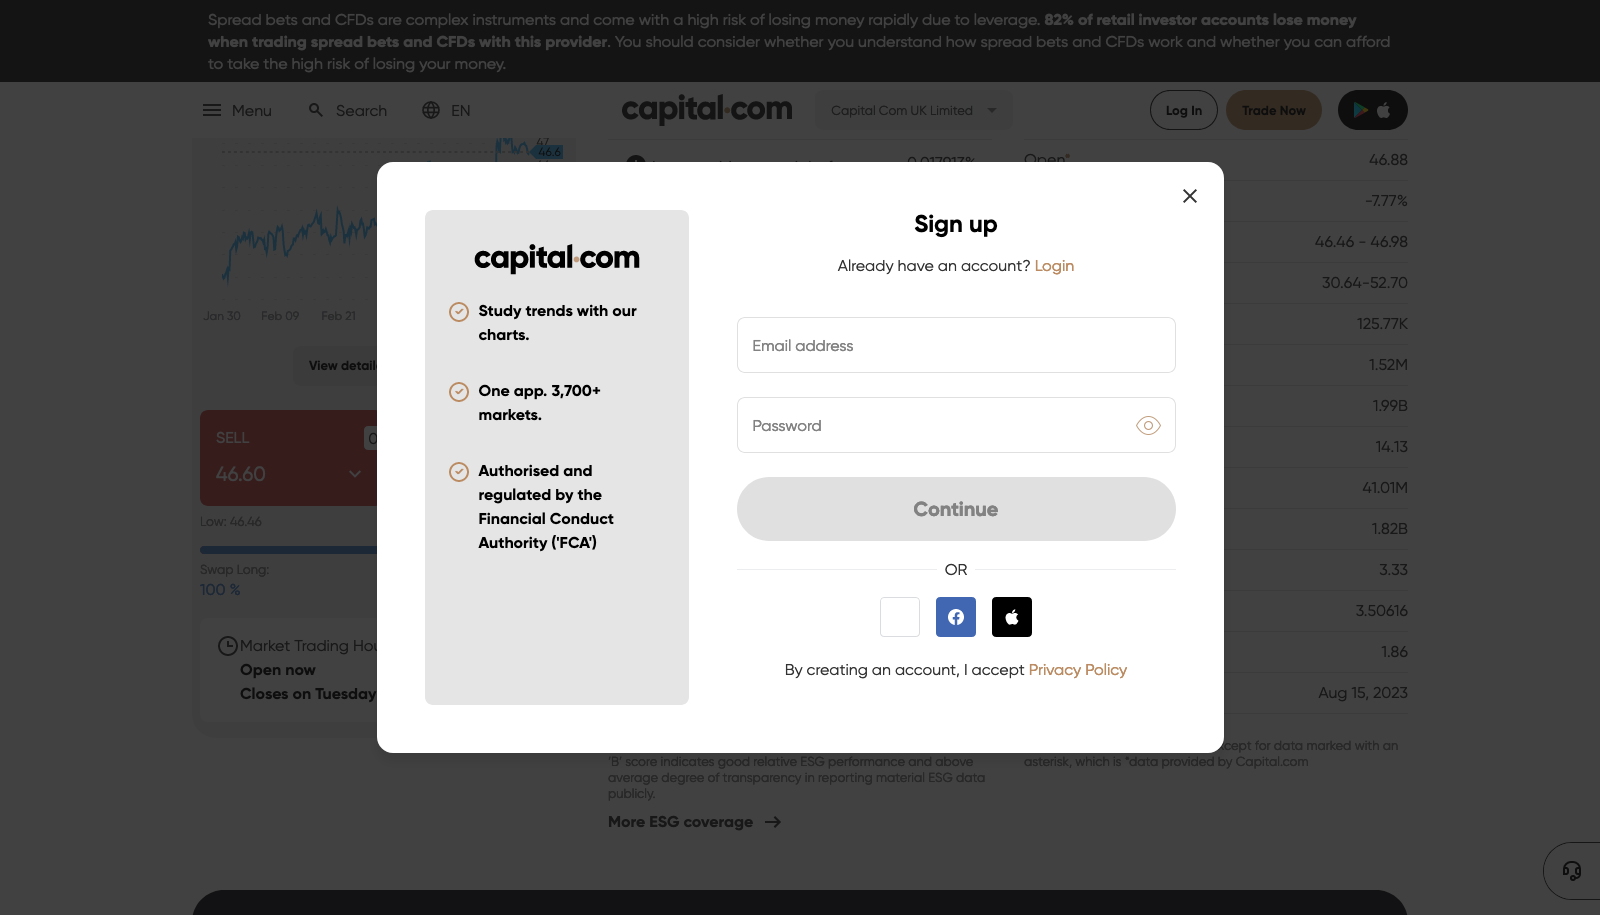 Spread bets and CFDs are complex instruments and come with a high risk of losing money rapidly due to leverage. 82% of retail investor accounts lose money
when trading spread bets and CFDs with this provider. You should consider whether you understand how spread bets and CFDs work and whether you can afford
to take the high risk of losing your money.
Menu
Search
EN
capital.com
Capital Com UK Limited
Log In
Trade Now
47
46.6
Jan 30
Feb 09
Feb 21
SELL
46.60
Low: 46.46
Swap Long:
100 %
Market Trading
Open now
Closes on Tuesday
Sign up
Already have an account? Login
capital.com
Study trends with our
charts.
One app. 3,700+
markets.
Authorised and
regulated by the
Financial Conduct
Authority ('FCA')
Email address
Password
Continue
OR
By creating an account, I accept Privacy Policy
Open*
46.88
-7.77%
46.46 - 46.98
30.64-52.70
125.77K
1.52M
1.99B
14.13
41.01M
1.82B
3.33
3.50616
1.86
Aug 15, 2023
'B' score indicates good relative ESG performance and above
average degree of transparency in reporting material ESG data
publicly.
More ESG coverage
for data marked with an
asterisk, which is *data provided by Capital.com